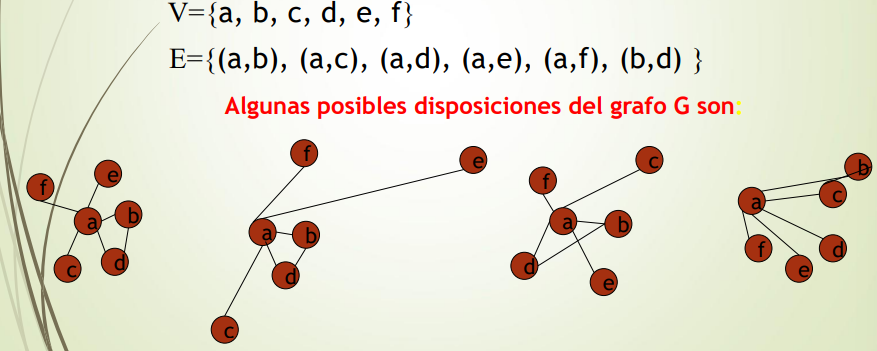 V={a, b, c, d, e, f}
E={(a,b), (a,c), (a,d), (a,e), (a,f), (b,d) }
Algunas posibles disposiciones del grafo G son:
f e a b c d
f e a b d c
f c a b d e
b a c f d e